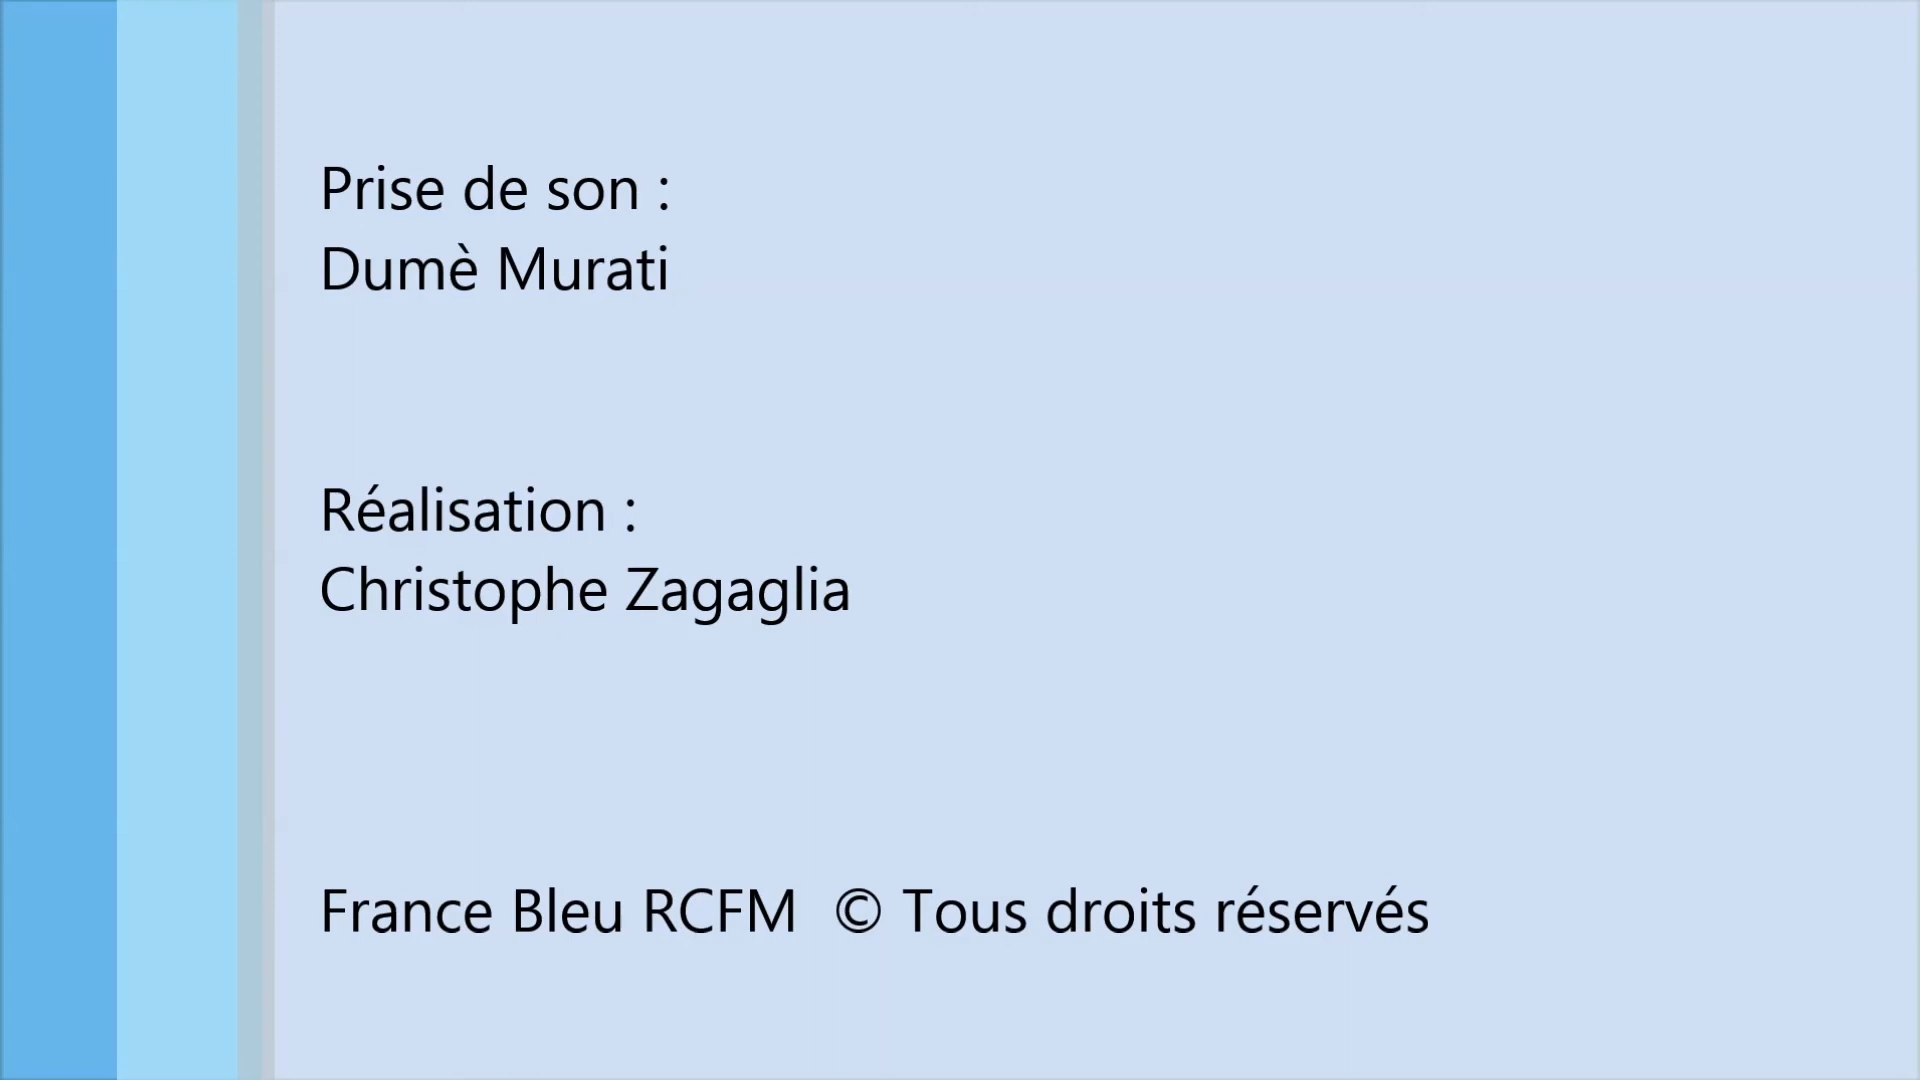 Prise de son :
Dumè Murati
Réalisation :
Christophe Zagaglia
France Bleu RCFM © Tous droits réservés